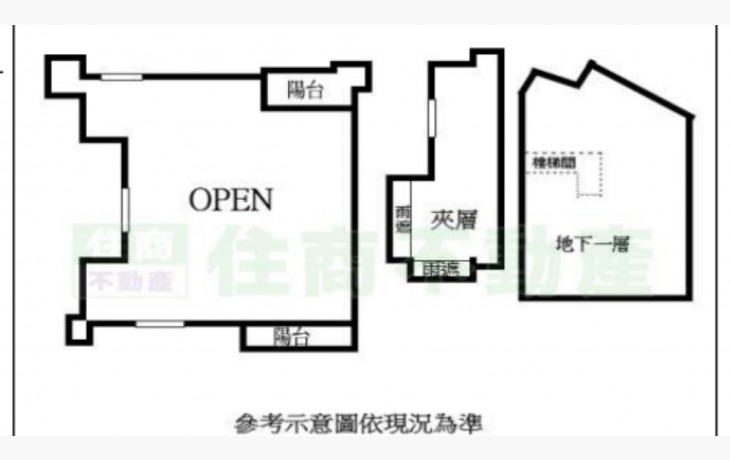 陽台
OPEN
陽台
雨遮
夾層
雨遮
樓梯間
地下一層
住商
不動產
住商不動產
參考示意圖依現況為準